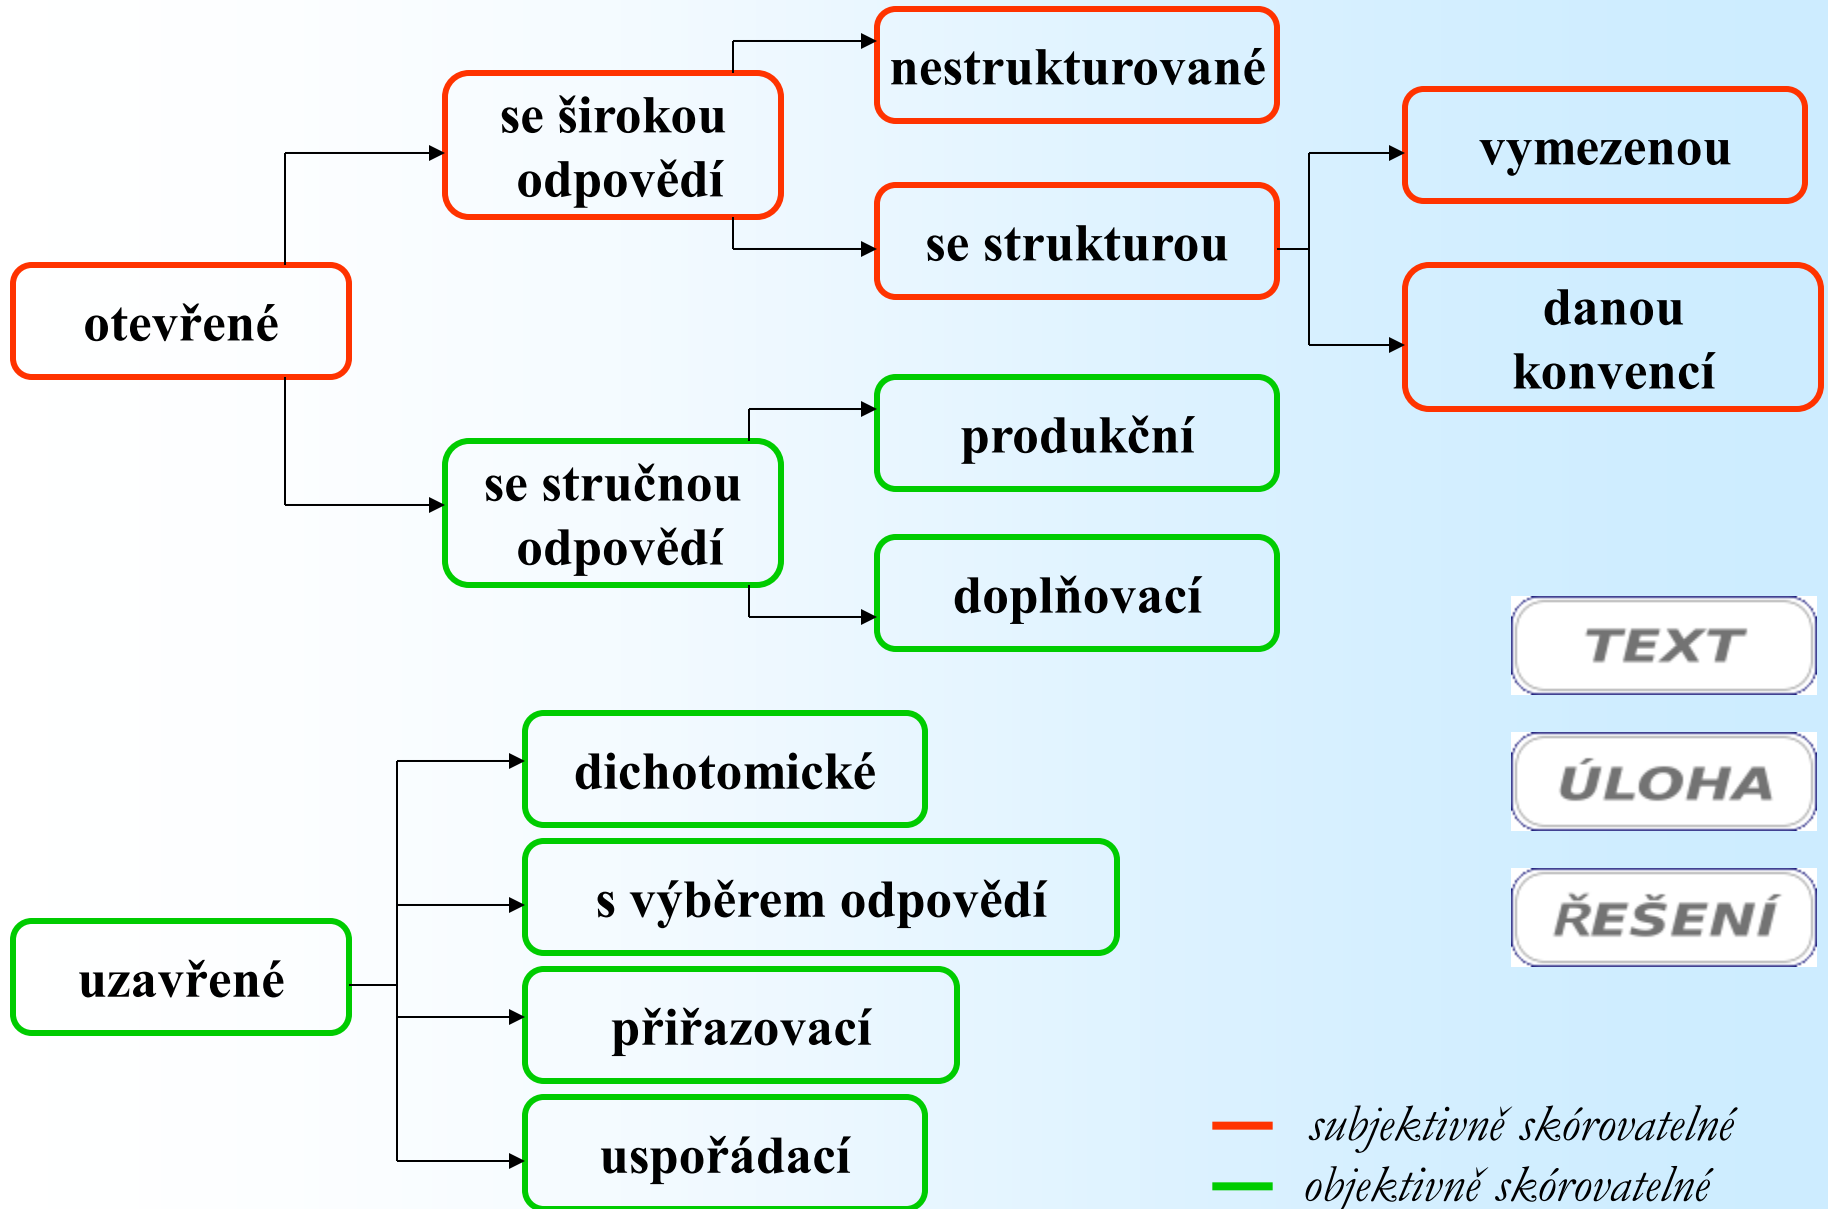 nestrukturované
se širokou
odpovědí
vymezenou
se strukturou
otevřené
danou
konvencí
produkční
se stručnou
odpovědí
doplňovací
TEXT
dichotomické
ÚLOHA
s výběrem odpovědí
ŘEŠENÍ
uzavřené
přiřazovací
uspořádací
subjektivně skórovatelné
objektivně skórovatelné